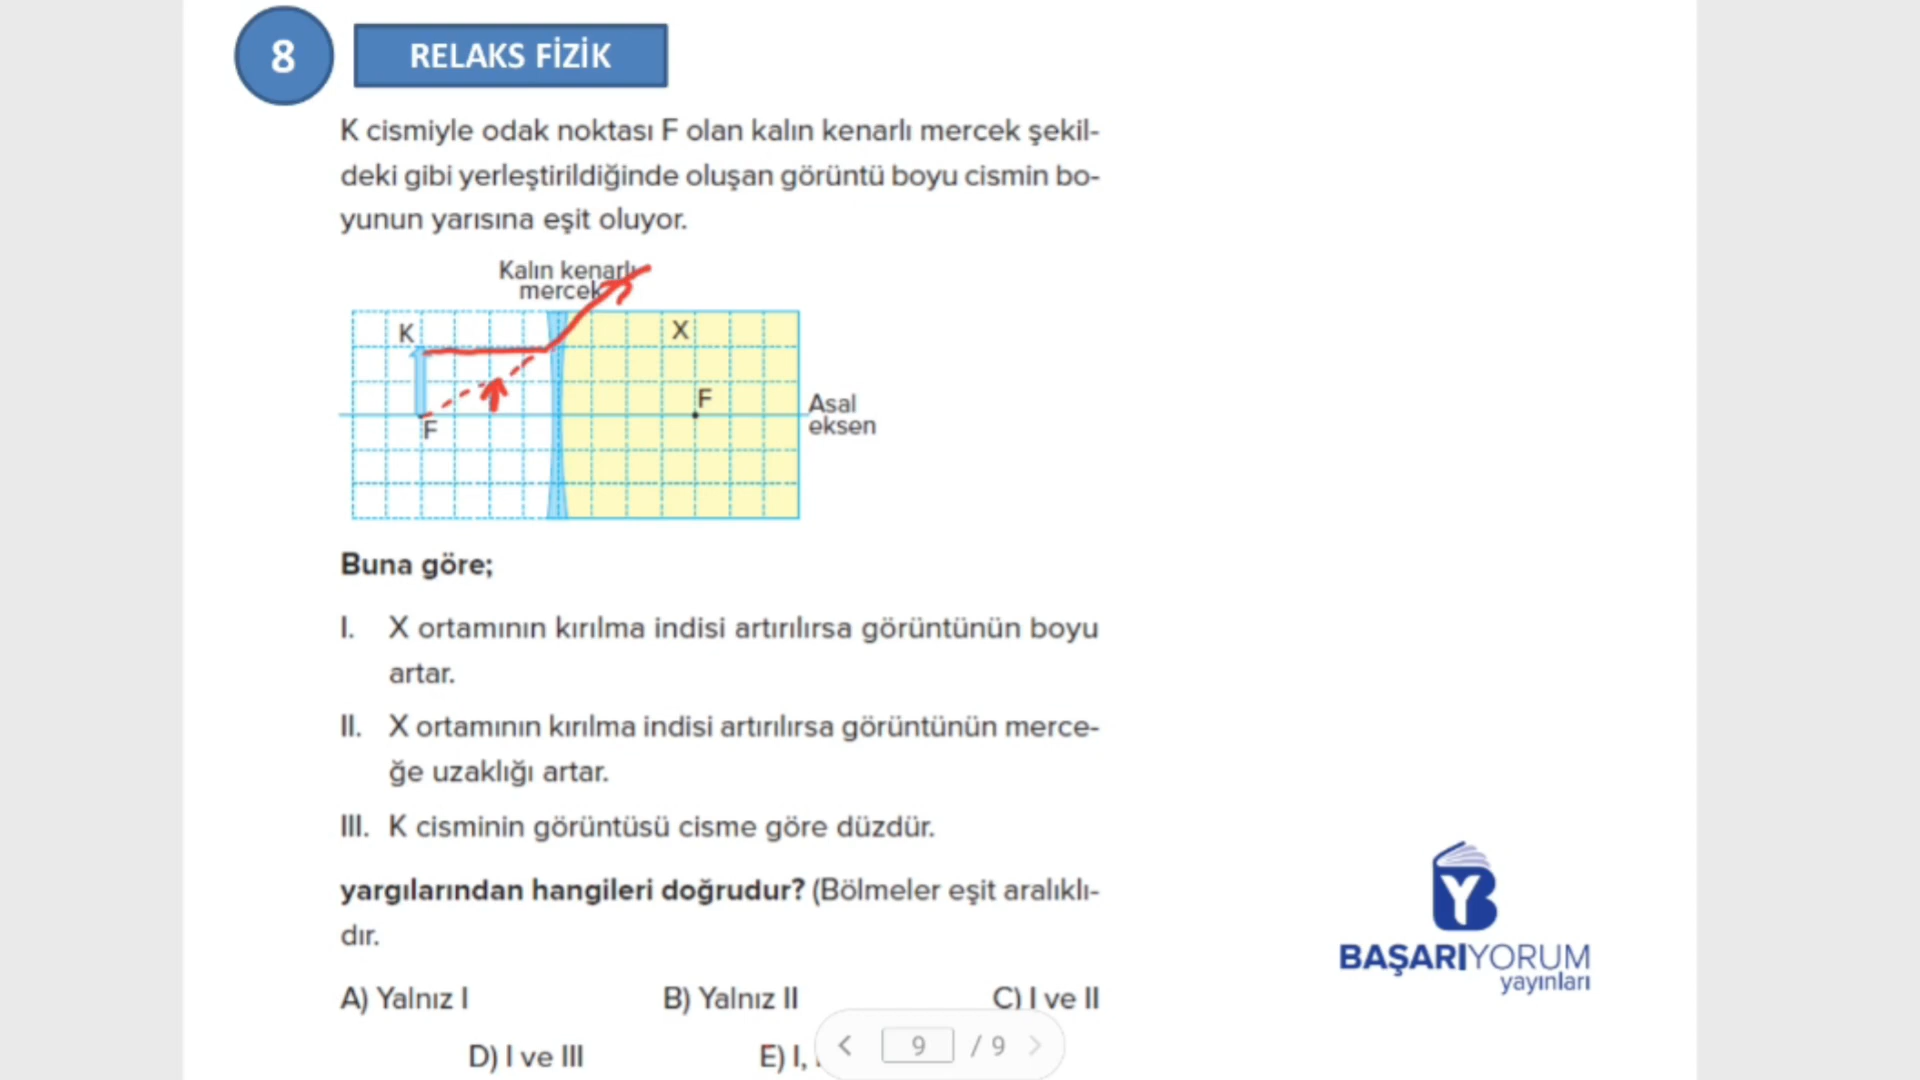 8
RELAKS FİZİK
K cismiyle odak noktası F olan kalın kenarlı mercek şekil-
deki gibi yerleştirildiğinde oluşan görüntü boyu cismin bo-
yunun yarısına eşit oluyor.
Kalın kenarlı
mercek
K
X
F
F
Asal
eksen
Buna göre;
I. X ortamının kırılma indisi artırılırsa görüntünün boyu
artar.
II. X ortamının kırılma indisi artırılırsa görüntünün merce-
ğe uzaklığı artar.
III. K cisminin görüntüsü cisme göre düzdür.
yargılarından hangileri doğrudur? (Bölmeler eşit aralıklı-
dır.
A) Yalnız I B) Yalnız II C) I ve II
D) I ve III E) I,
9 / 9
BAŞARIYORUM
yayınları